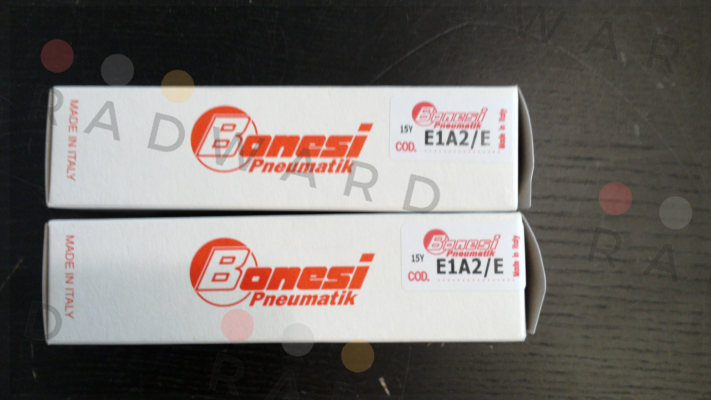 RADWARD
MADE IN ITALY
Bonesi
Pneumatik
Bonesi
Pneumatik
15Y
COD.
E1A2/E
Made in Italy
MADE IN ITALY
Bonesi
Pneumatik
Bonesi
Pneumatik
15Y
COD.
E1A2/E
Made in Italy